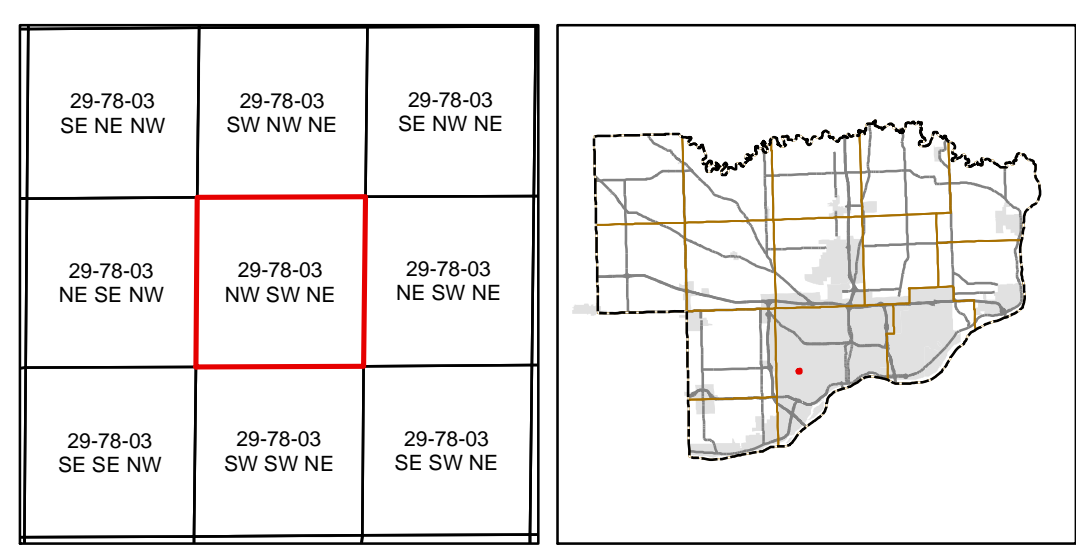 29-78-03
SE NE NW
29-78-03
SW NW NE
29-78-03
SE NW NE
29-78-03
NE SE NW
29-78-03
NW SW NE
29-78-03
NE SW NE
29-78-03
SE SE NW
29-78-03
SW SW NE
29-78-03
SE SW NE